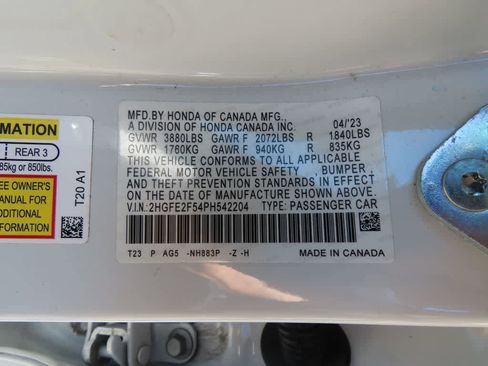 MFD.BY HONDA OF CANADA MFG.,
A DIVISION OF HONDA CANADA INC. 04/'23
GVWR 3880LBS GAWR F 2072LBS R 1840LBS
GVWR 1760KG GAWR F 940KG R 835KG
THIS VEHICLE CONFORMS TO ALL APPLICABLE
FEDERAL MOTOR VEHICLE SAFETY , BUMPER
AND THEFT PREVENTION STANDARDS IN EFFECT
ON THE DATE OF MANUFACTURE SHOWN ABOVE.
V.I.N.:2HGFE2F54PH542204 TYPE: PASSENGER CAR
T23 P AG5 -NH883P -Z -H MADE IN CANADA
RMATION
REAR 3
85kg or 850lbs.
EE OWNER'S
ANUAL FOR
DDITIONAL
FORMATION
T20 A1